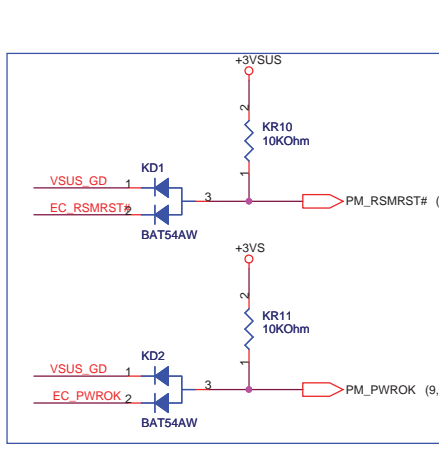 +3VSUS
2
KR10
10KOhm
1
KD1
VSUS_GD 1
3
PM_RSMRST# (
EC_RSMRST# 2
BAT54AW
+3VS
2
KR11
10KOhm
1
KD2
VSUS_GD 1
3
PM_PWROK (9,
EC_PWROK 2
BAT54AW